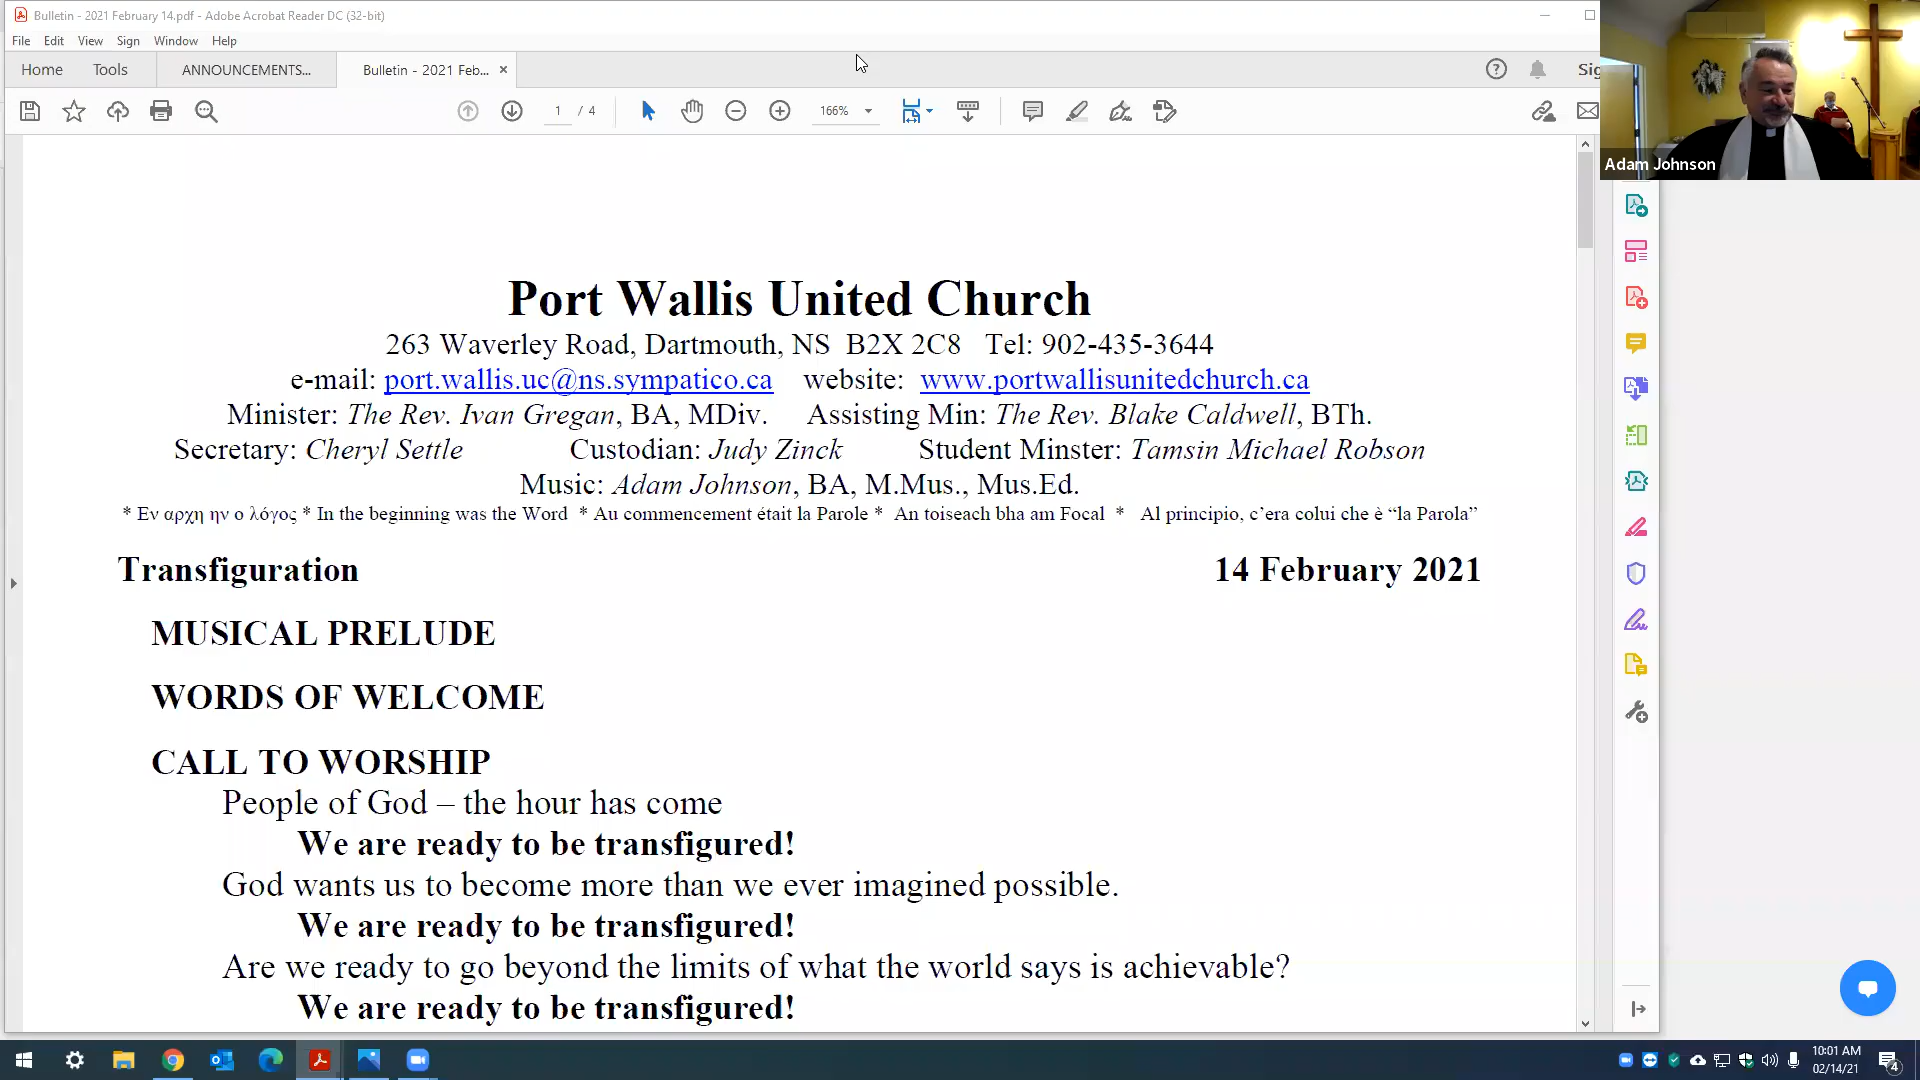 Bulletin - 2021 February 14.pdf - Adobe Acrobat Reader DC (32-bit)
File Edit View Sign Window Help
Home Tools ANNOUNCEMENTS... Bulletin - 2021 Feb... ×
1 / 4 166%
Adam Johnson
Port Wallis United Church
263 Waverley Road, Dartmouth, NS B2X 2C8 Tel: 902-435-3644
e-mail: port.wallis.uc@ns.sympatico.ca website: www.portwallisunitedchurch.ca
Minister: The Rev. Ivan Gregan, BA, MDiv. Assisting Min: The Rev. Blake Caldwell, BTh.
Secretary: Cheryl Settle Custodian: Judy Zinck Student Minster: Tamsin Michael Robson
Music: Adam Johnson, BA, M.Mus., Mus.Ed.
* Εν αρχη ην ο λόγος * In the beginning was the Word * Au commencement était la Parole * An toiseach bha am Focal * Al principio, c’era colui che è “la Parola”
Transfiguration 14 February 2021
MUSICAL PRELUDE
WORDS OF WELCOME
CALL TO WORSHIP
People of God – the hour has come
We are ready to be transfigured!
God wants us to become more than we ever imagined possible.
We are ready to be transfigured!
Are we ready to go beyond the limits of what the world says is achievable?
We are ready to be transfigured!
10:01 AM
02/14/21
4